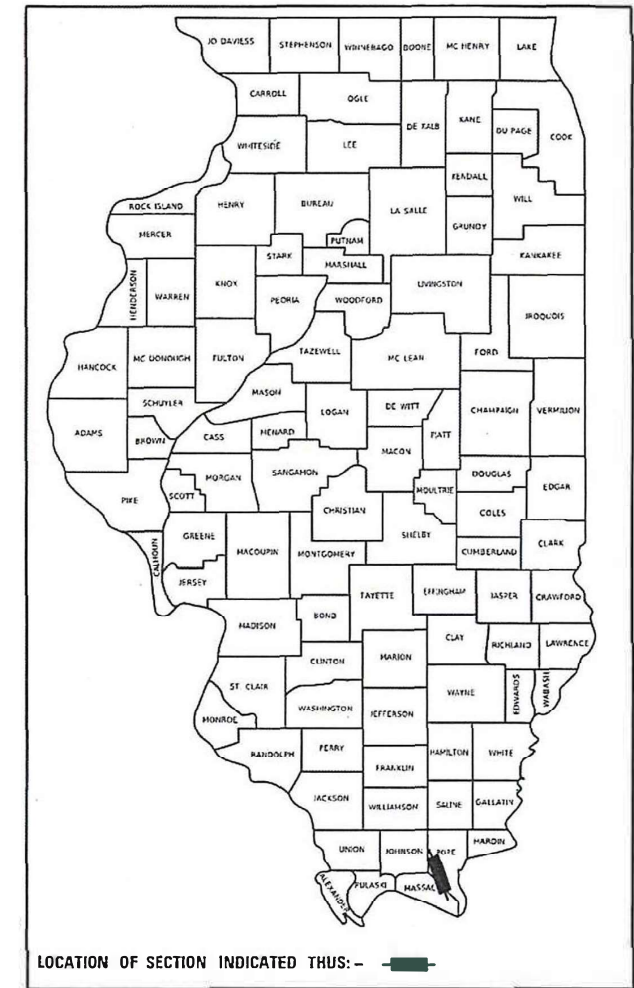 JO DAVIESS STEPHENSON WINNEBAGO BOONE MC HENRY LAKE
CARROLL OGLE DE KALB KANE DU PAGE COOK
WHITESIDE LEE
KENDALL
ROCK ISLAND HENRY BUREAU LA SALLE GRUNDY WILL
MERCER PUTNAM
STARK MARSHALL KANKAKEE
HENDERSON WARREN KNOX PEORIA WOODFORD LIVINGSTON IROQUOIS
HANCOCK MC DONOUGH FULTON TAZEWELL MC LEAN FORD
MASON
SCHUYLER LOGAN DE WITT CHAMPAIGN VERMILION
ADAMS BROWN CASS MENARD PIATT
MACON
PIKE SCOTT MORGAN SANGAMON MOULTRIE DOUGLAS EDGAR
CHRISTIAN COLES
CALHOUN GREENE MACOUPIN MONTGOMERY SHELBY CUMBERLAND CLARK
JERSEY FAYETTE EFFINGHAM JASPER CRAWFORD
MADISON BOND
CLAY RICHLAND LAWRENCE
CLINTON MARION
ST. CLAIR WAYNE EDWARDS WABASH
MONROE WASHINGTON JEFFERSON
RANDOLPH PERRY HAMILTON WHITE
FRANKLIN
JACKSON WILLIAMSON SALINE GALLATIN
UNION JOHNSON POPE HARDIN
ALEXANDER PULASKI MASSAC
LOCATION OF SECTION INDICATED THUS:-